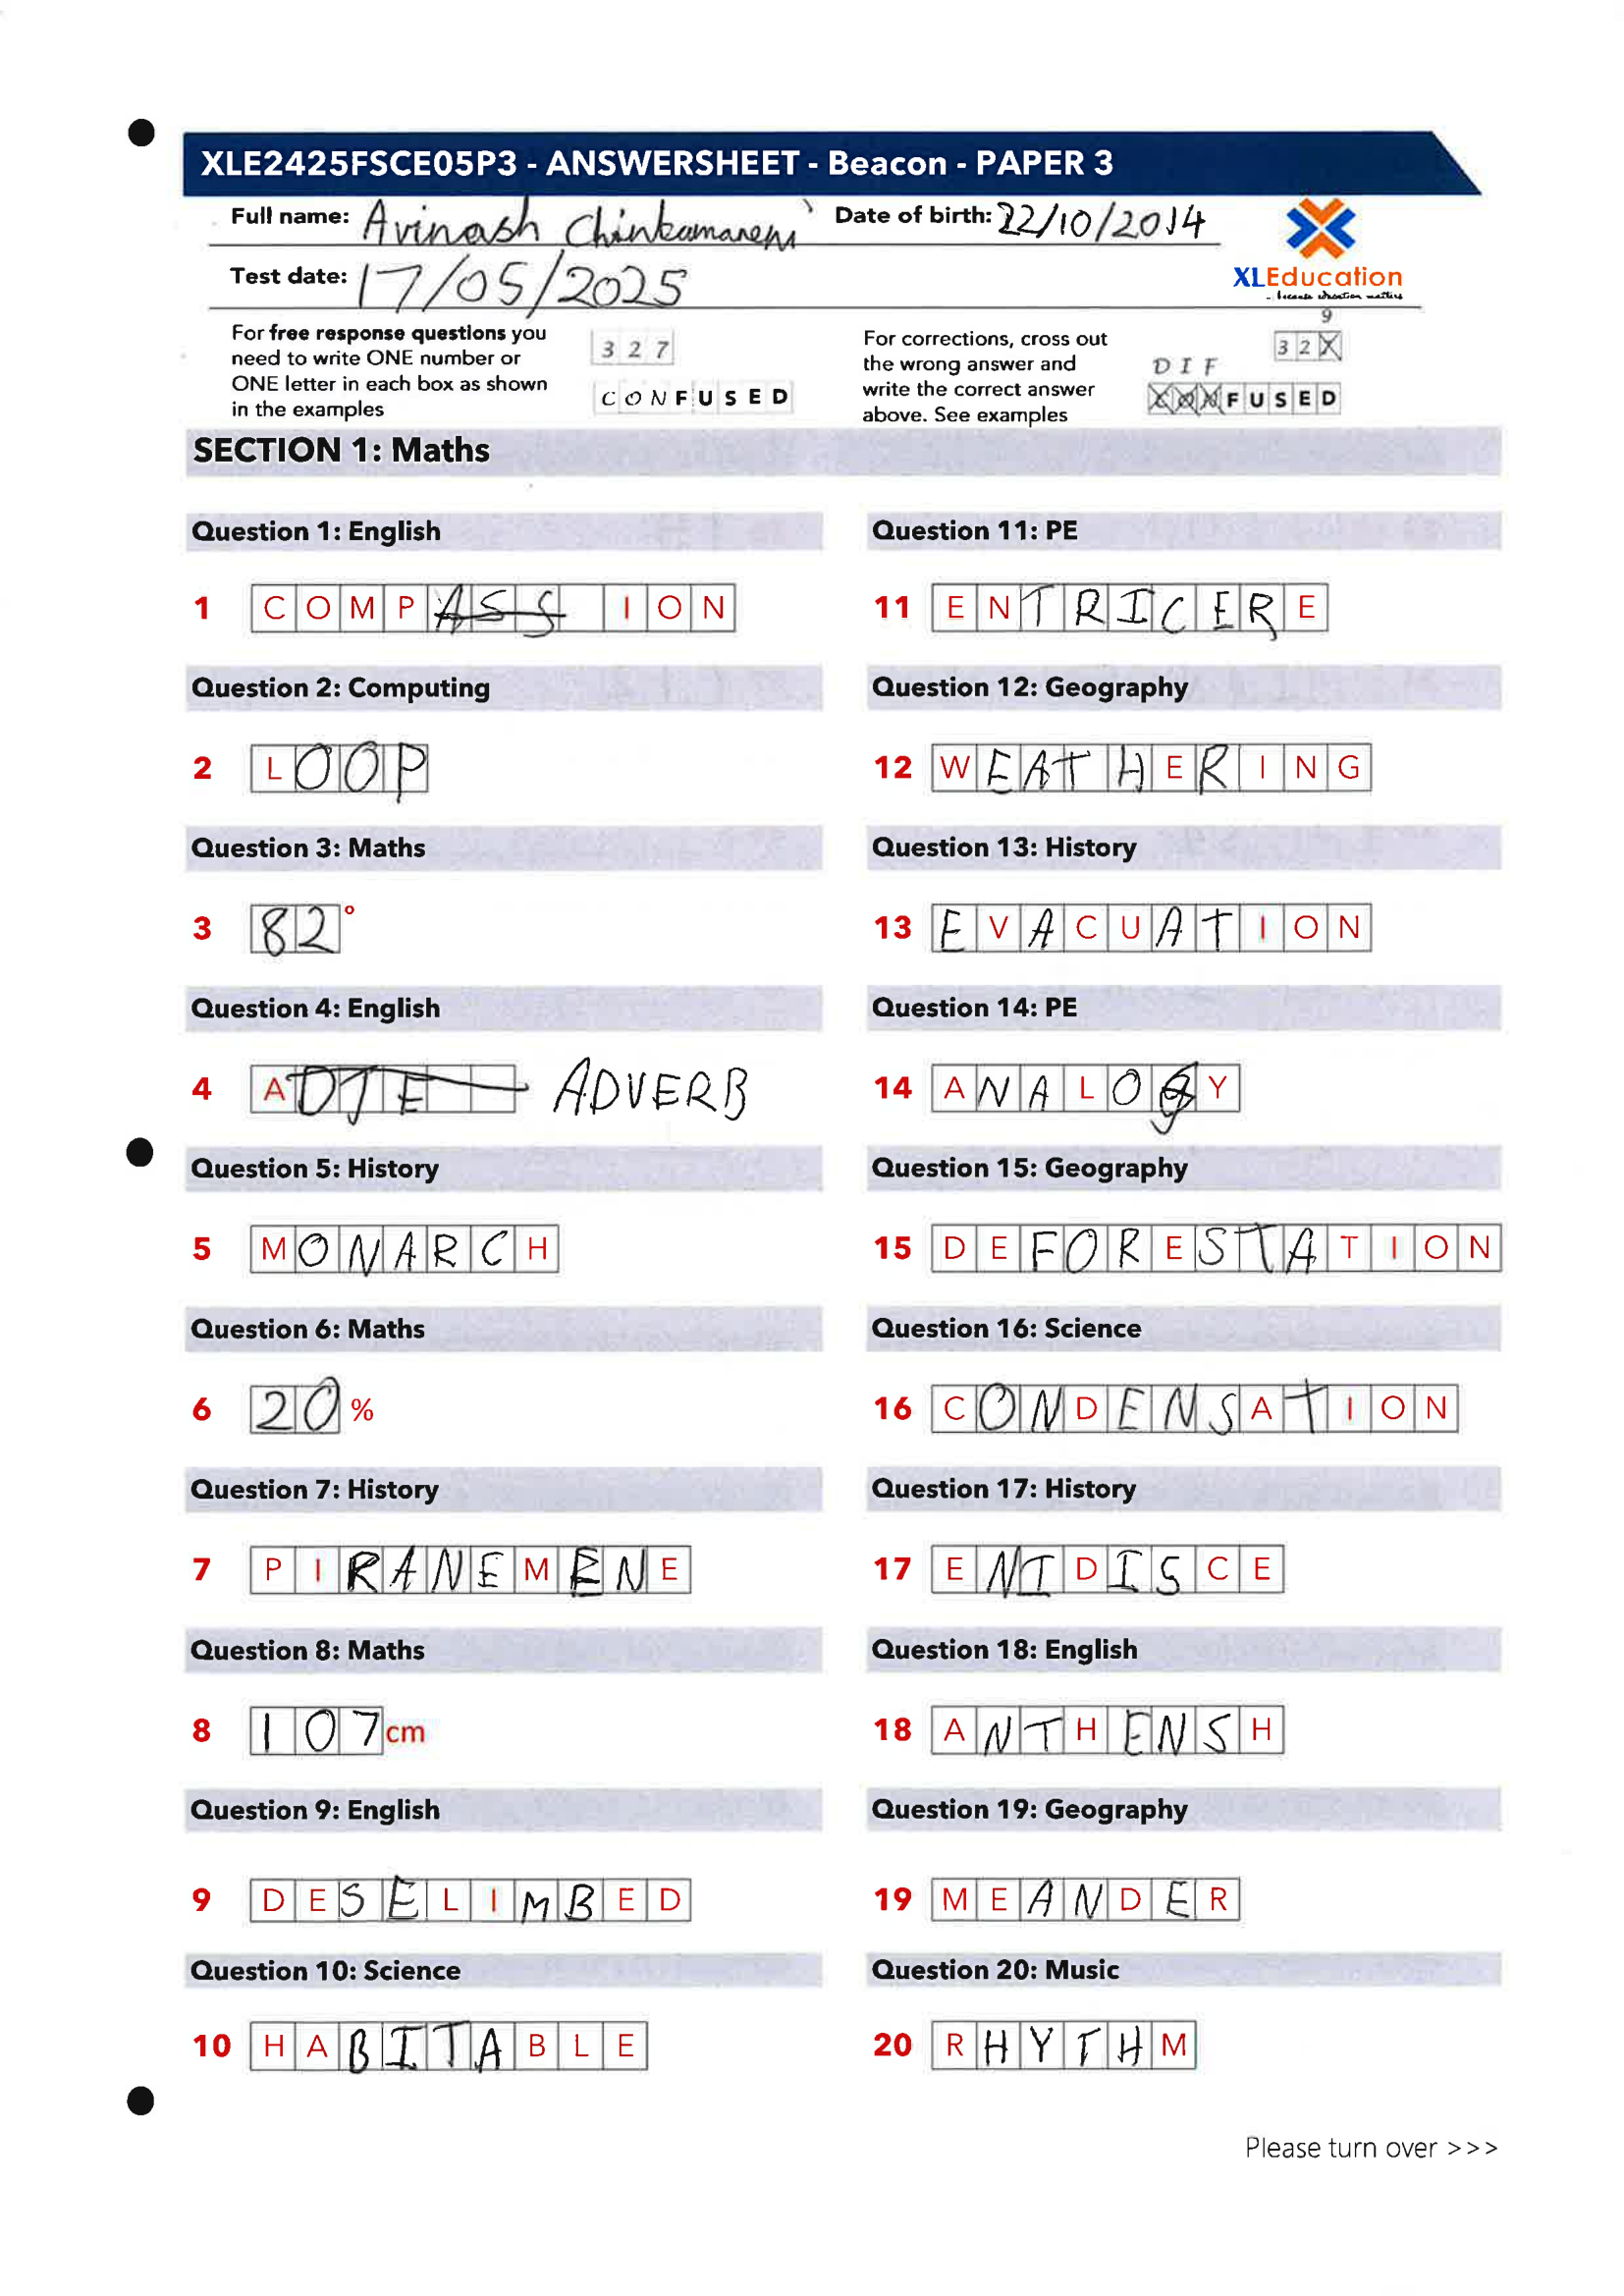 XLE2425FSCE05P3 - ANSWERSHEET - Beacon - PAPER 3
Full name: Avinash Chinkamaneni Date of birth: 22/10/2014
Test date: 17/05/2025
XLEducation
... because education matters
For free response questions you
need to write ONE number or
ONE letter in each box as shown
in the examples
3 2 7
C O N F U S E D
For corrections, cross out
the wrong answer and
write the correct answer
above. See examples
9
3 2 X
D I F
C O N F U S E D
SECTION 1: Maths
Question 1: English
1 C O M P A S S I O N
Question 2: Computing
2 L O O P
Question 3: Maths
3 8 2 °
Question 4: English
4 A D J E ADVERB
Question 5: History
5 M O N A R C H
Question 6: Maths
6 2 0 %
Question 7: History
7 P I R A N E M E N E
Question 8: Maths
8 1 0 7 cm
Question 9: English
9 D E S E L I M B E D
Question 10: Science
10 H A B I T A B L E
Question 11: PE
11 E N T R I C E R E
Question 12: Geography
12 W E A T H E R I N G
Question 13: History
13 E V A C U A T I O N
Question 14: PE
14 A N A L O G Y
Question 15: Geography
15 D E F O R E S T A T I O N
Question 16: Science
16 C O N D E N S A T I O N
Question 17: History
17 E N I D I S C E
Question 18: English
18 A N T H E N S H
Question 19: Geography
19 M E A N D E R
Question 20: Music
20 R H Y T H M
Please turn over >>>